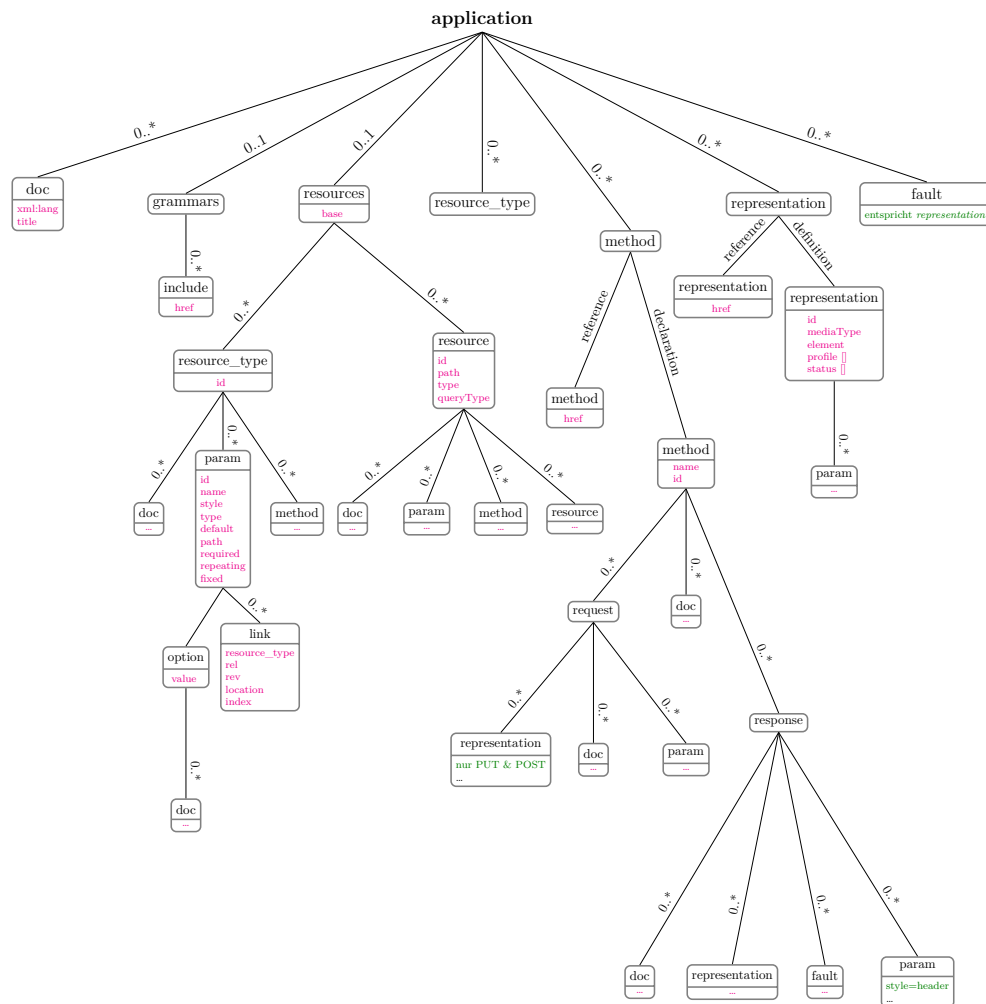 application
0..*
0..1
0..1
0..*
0..*
0..*
0..*
doc
xml:lang
title
grammars
resources
base
resource_type
method
representation
fault
entspricht representation
0..*
include
href
0..*
0..*
reference
declaration
reference
definition
representation
href
representation
id
mediaType
element
profile []
status []
resource_type
id
resource
id
path
type
queryType
method
href
method
name
id
0..*
param
...
0..*
0..*
0..*
doc
...
param
id
name
style
type
default
path
required
repeating
fixed
method
...
0..*
0..*
0..*
0..*
doc
...
param
...
method
...
resource
...
0..*
option
value
link
resource_type
rel
rev
location
index
0..*
doc
...
0..*
0..*
0..*
request
doc
...
response
0..*
0..*
0..*
representation
nur PUT & POST
...
doc
...
param
...
0..*
0..*
0..*
0..*
doc
...
representation
...
fault
...
param
style=header
...